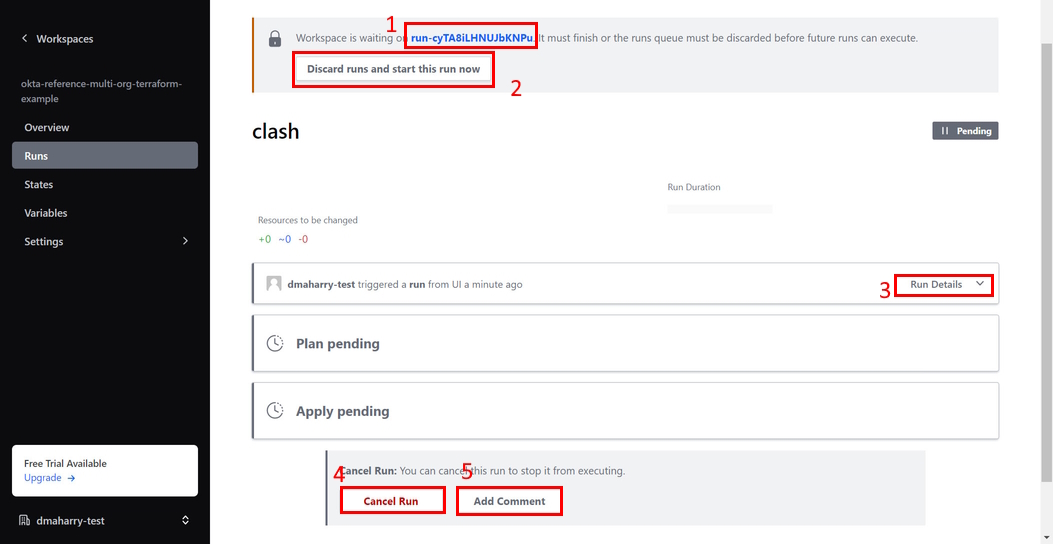 Workspaces
okta-reference-multi-org-terraform-
example
Overview
Runs
States
Variables
Settings
Free Trial Available
Upgrade →
dmaharry-test
1
Workspace is waiting on run-cyTA8iLHNUJbKNPu. It must finish or the runs queue must be discarded before future runs can execute.
Discard runs and start this run now
2
clash
Pending
Run Duration
Resources to be changed
+0 ~0 -0
dmaharry-test triggered a run from UI a minute ago
3
Run Details
Plan pending
Apply pending
Cancel Run: You can cancel this run to stop it from executing.
4
5
Cancel Run
Add Comment